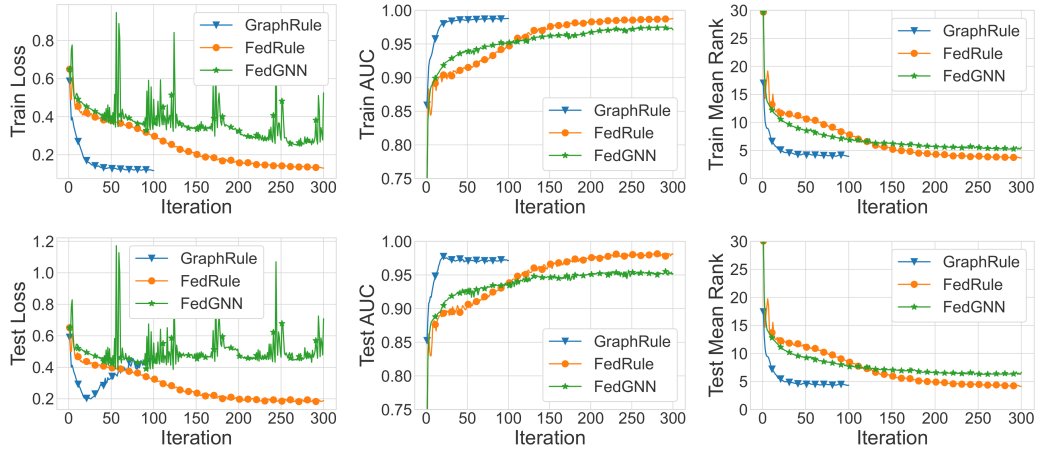 Train Loss
0.8
0.6
0.4
0.2
GraphRule
FedRule
FedGNN
0 50 100 150 200 250 300
Iteration
Train AUC
1.00
0.95
0.90
0.85
0.80
0.75
GraphRule
FedRule
FedGNN
0 50 100 150 200 250 300
Iteration
Train Mean Rank
30
25
20
15
10
5
0
GraphRule
FedRule
FedGNN
0 50 100 150 200 250 300
Iteration
Test Loss
1.2
1.0
0.8
0.6
0.4
0.2
GraphRule
FedRule
FedGNN
0 50 100 150 200 250 300
Iteration
Test AUC
1.00
0.95
0.90
0.85
0.80
0.75
GraphRule
FedRule
FedGNN
0 50 100 150 200 250 300
Iteration
Test Mean Rank
30
25
20
15
10
5
0
GraphRule
FedRule
FedGNN
0 50 100 150 200 250 300
Iteration